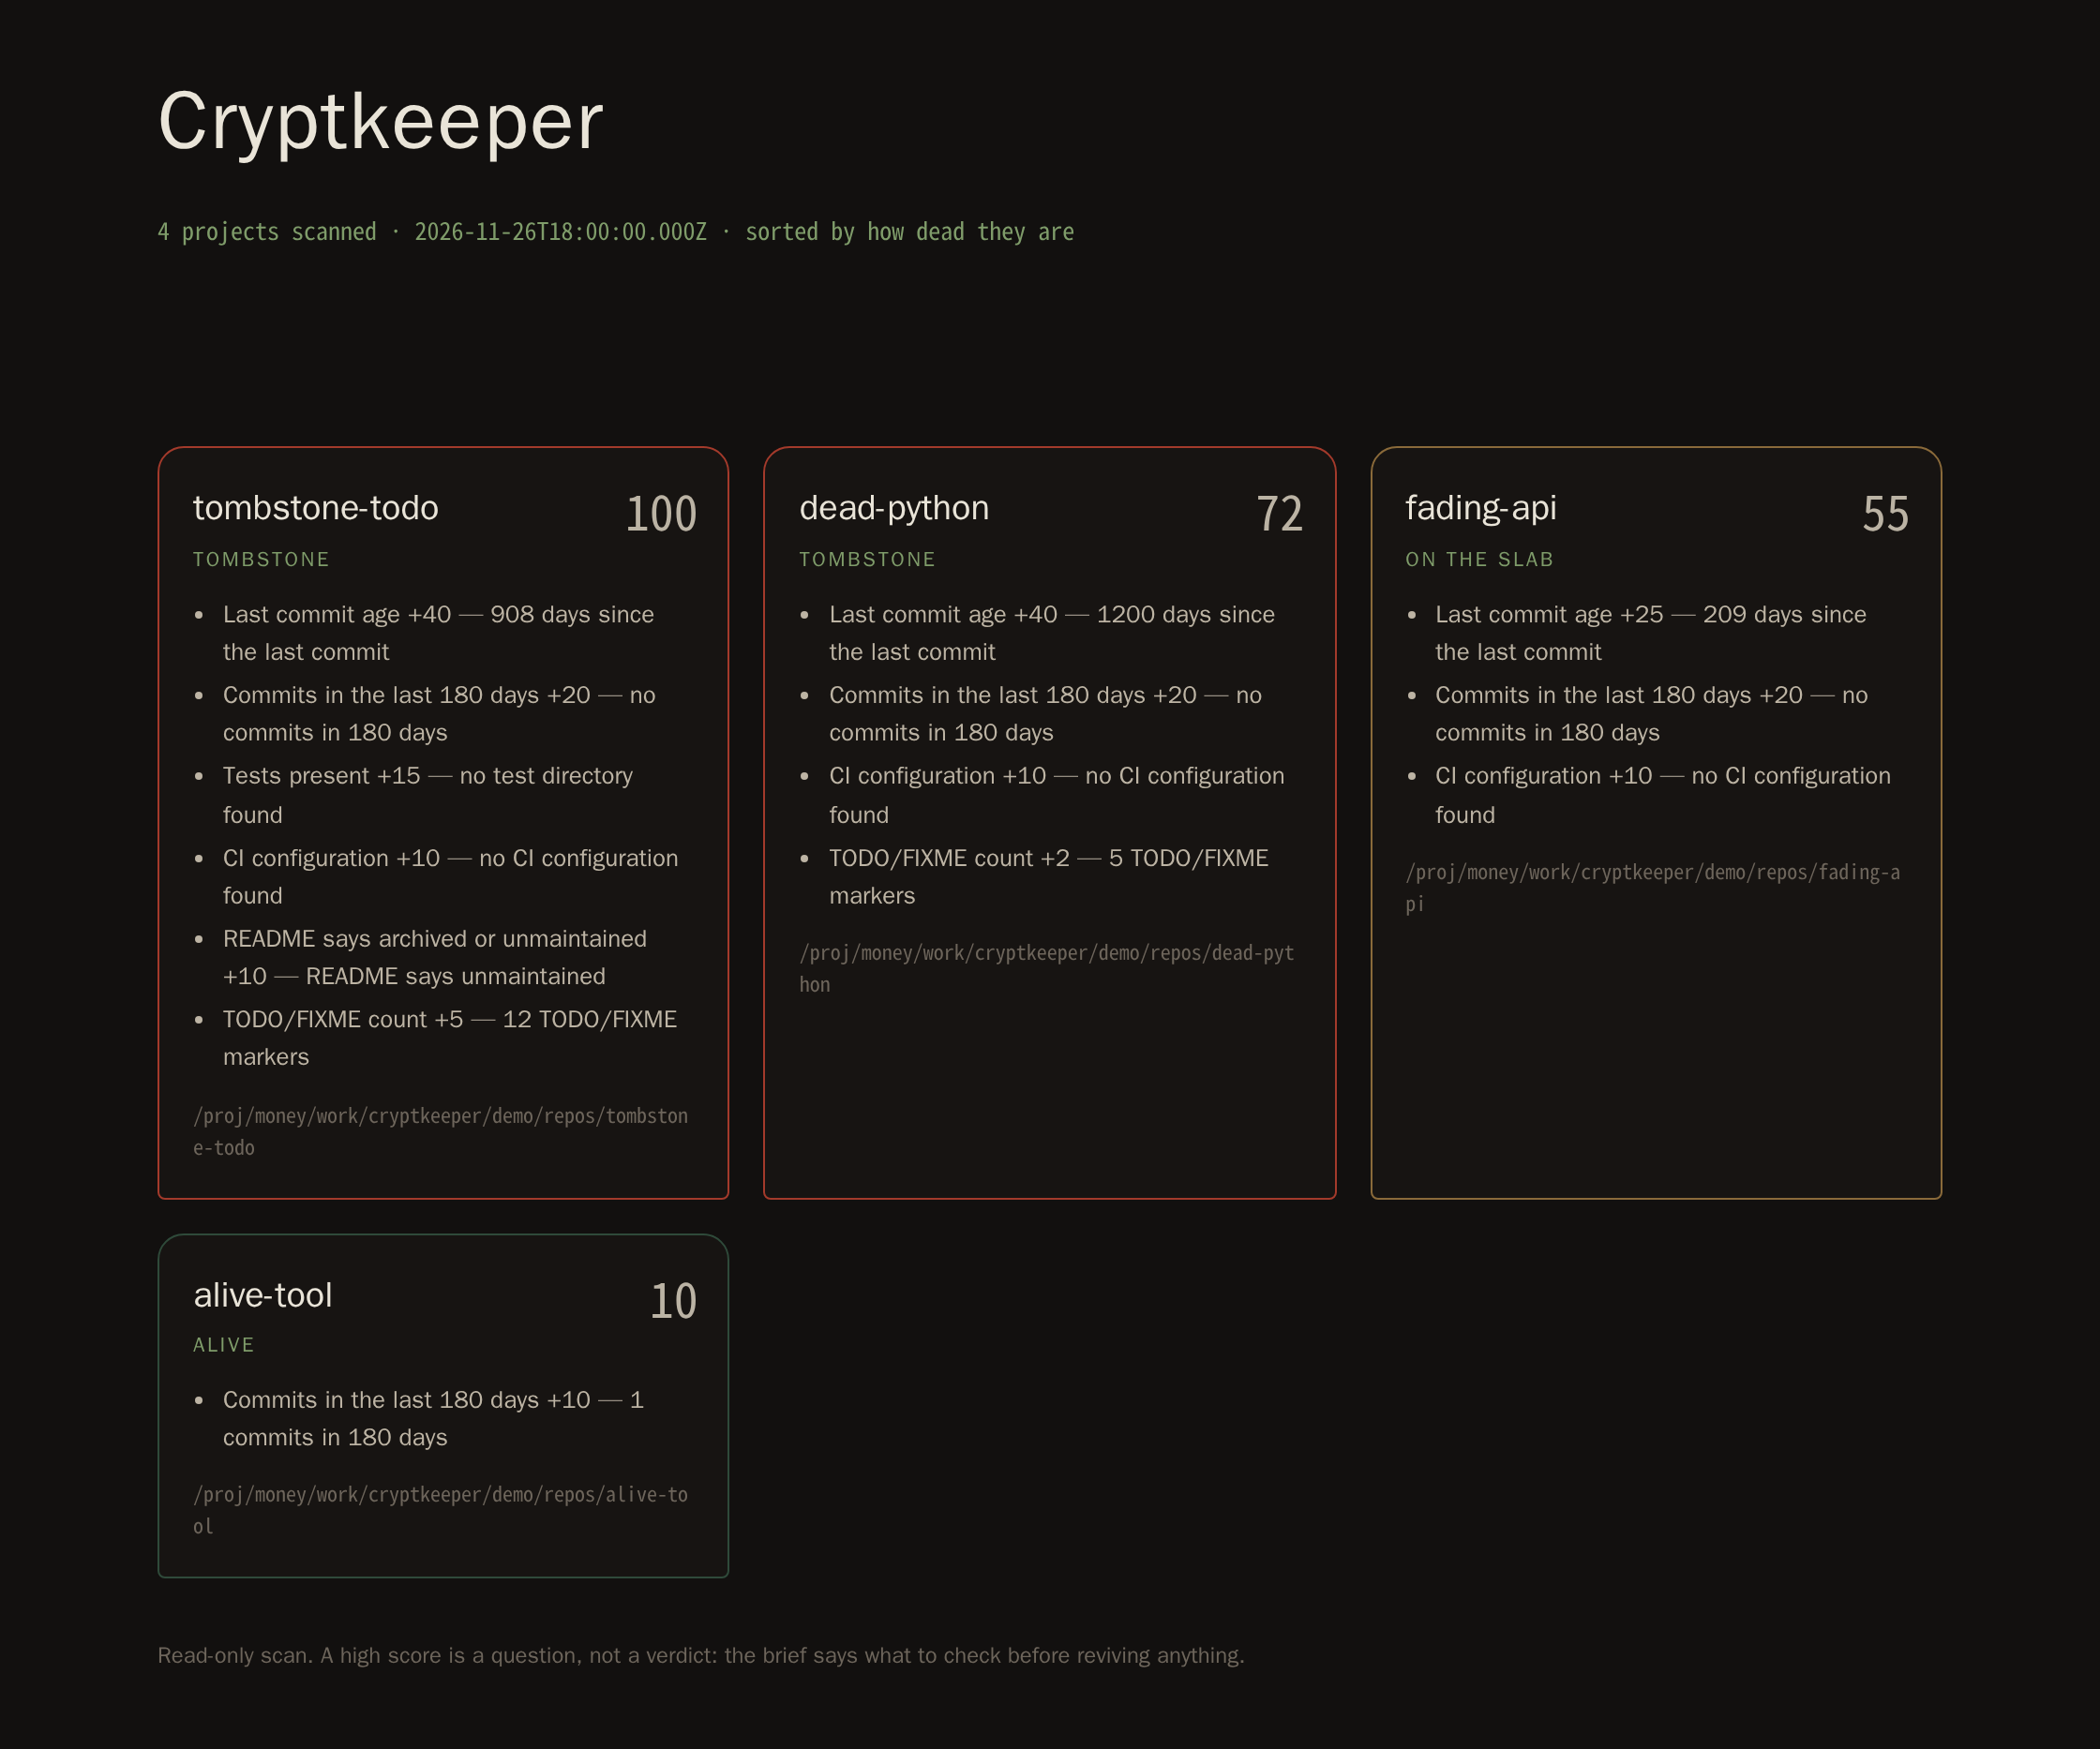 Cryptkeeper
4 projects scanned · 2026-11-26T18:00:00.000Z · sorted by how dead they are
tombstone-todo
100
TOMBSTONE
• Last commit age +40 — 908 days since
the last commit
• Commits in the last 180 days +20 — no
commits in 180 days
• Tests present +15 — no test directory
found
• CI configuration +10 — no CI configuration
found
• README says archived or unmaintained
+10 — README says unmaintained
• TODO/FIXME count +5 — 12 TODO/FIXME
markers
/proj/money/work/cryptkeeper/demo/repos/tombston
e-todo
dead-python
72
TOMBSTONE
• Last commit age +40 — 1200 days since
the last commit
• Commits in the last 180 days +20 — no
commits in 180 days
• CI configuration +10 — no CI configuration
found
• TODO/FIXME count +2 — 5 TODO/FIXME
markers
/proj/money/work/cryptkeeper/demo/repos/dead-pyt
hon
fading-api
55
ON THE SLAB
• Last commit age +25 — 209 days since
the last commit
• Commits in the last 180 days +20 — no
commits in 180 days
• CI configuration +10 — no CI configuration
found
/proj/money/work/cryptkeeper/demo/repos/fading-a
pi
alive-tool
10
ALIVE
• Commits in the last 180 days +10 — 1
commits in 180 days
/proj/money/work/cryptkeeper/demo/repos/alive-to
ol
Read-only scan. A high score is a question, not a verdict: the brief says what to check before reviving anything.